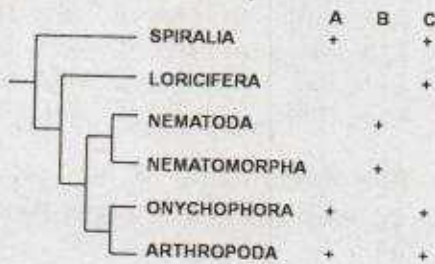 A B C
SPIRALIA + +
LORICIFERA +
NEMATODA +
NEMATOMORPHA +
ONYCHOPHORA + +
ARTHROPODA + +